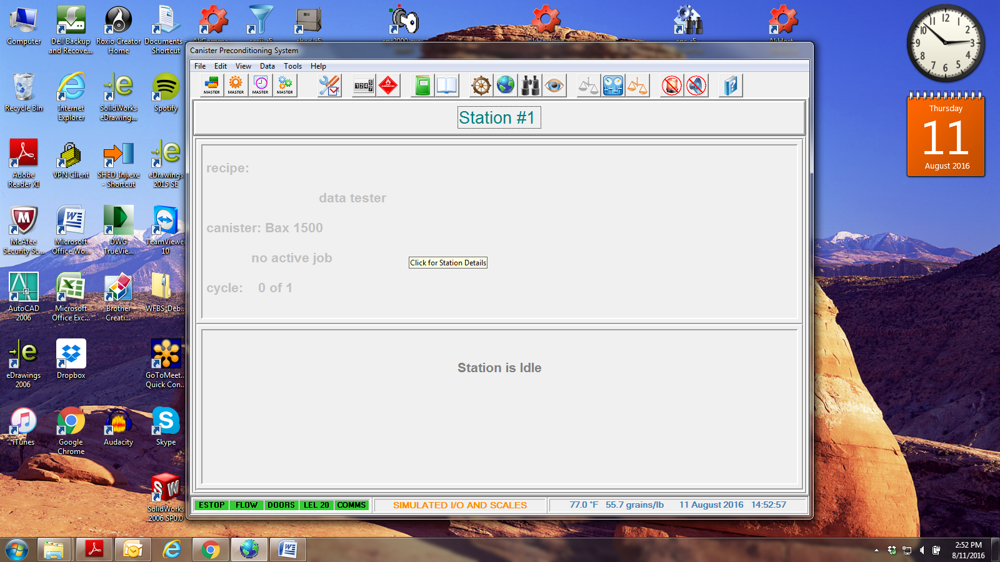 Computer
Dell Backup
and Recove...
Roxio Creator
Home
Documents
Shortcut
Recycle Bin
Internet
Explorer
SolidWorks
eDrawing...
Spotify
Adobe
Reader XI
VPN Client
SHED_Inj.exe
- Shortcut
eDrawings
2015 SE
McAfee
Security Sc...
Microsoft
Office Wo...
DWG
TrueVie...
TeamViewer
10
AutoCAD
2006
Microsoft
Office Exc...
Brother
Creati...
WFBS_Deb...
eDrawings
2006
Dropbox
GoToMeet...
Quick Con...
iTunes
Google
Chrome
Audacity
Skype
SolidWorks
2006 SP0.0
Canister Preconditioning System
File Edit View Data Tools Help
MASTER MASTER MASTER MASTER
Station #1
recipe:
data tester
canister: Bax 1500
no active job
Click for Station Details
cycle: 0 of 1
Station is Idle
ESTOP FLOW DOORS LEL 20 COMMS
SIMULATED I/O AND SCALES
77.0 °F 55.7 grains/lb 11 August 2016 14:52:57
12
1
2
3
4
5
6
7
8
9
10
11
Thursday
11
August 2016
2:52 PM
8/11/2016